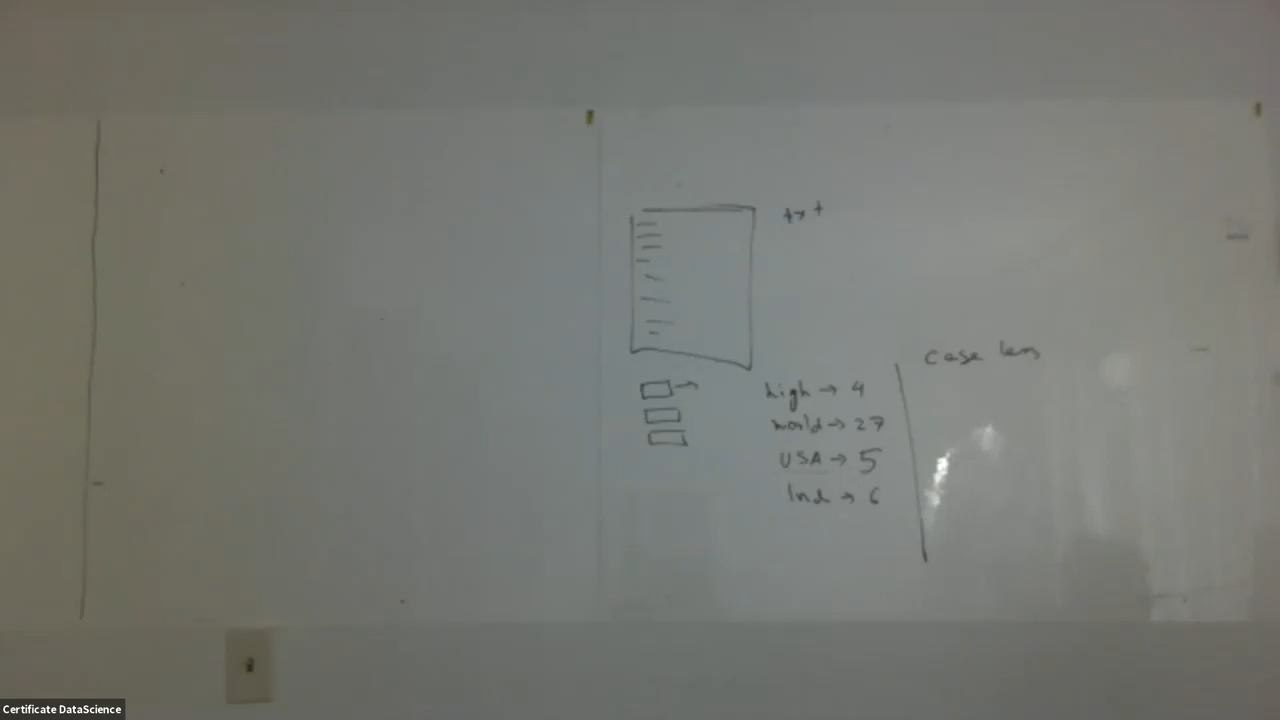 txt
case lens
high → 4
world → 27
USA → 5
Ind → 6
Certificate DataScience